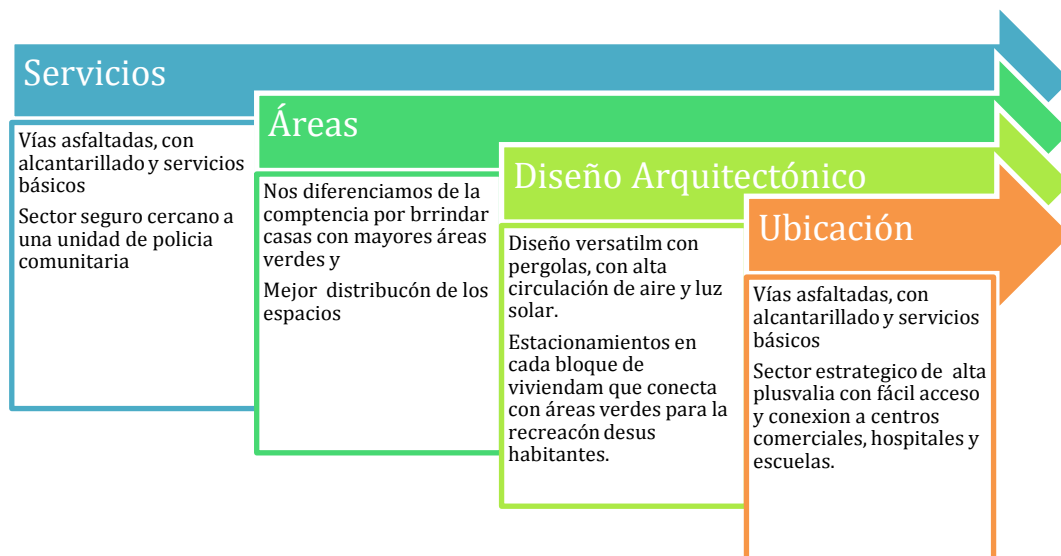 Servicios
Vías asfaltadas, con
alcantarillado y servicios
básicos
Sector seguro cercano a
una unidad de policia
comunitaria
Áreas
Nos diferenciamos de la
comptencia por brrindar
casas con mayores áreas
verdes y
Mejor distribucón de los
espacios
Diseño Arquitectónico
Diseño versatilm con
pergolas, con alta
circulación de aire y luz
solar.
Estacionamientos en
cada bloque de
viviendam que conecta
con áreas verdes para la
recreacón desus
habitantes.
Ubicación
Vías asfaltadas, con
alcantarillado y servicios
básicos
Sector estrategico de alta
plusvalia con fácil acceso
y conexion a centros
comerciales, hospitales y
escuelas.